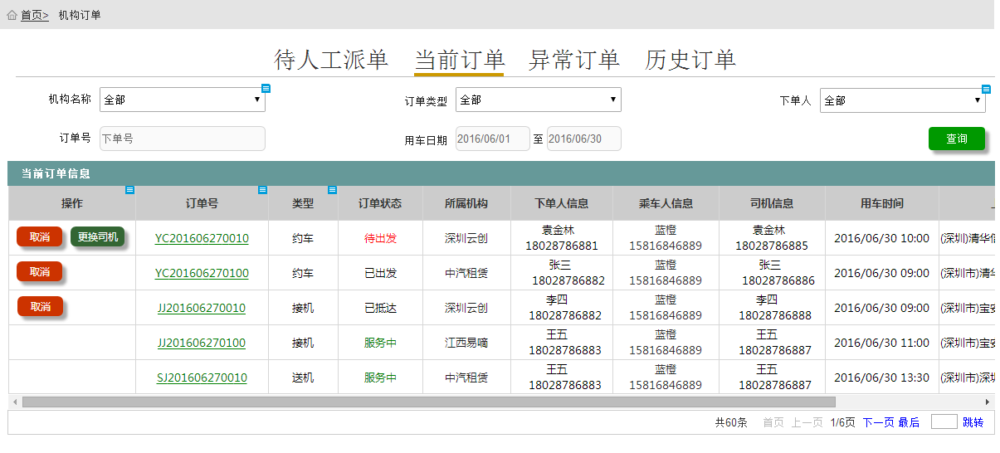 首页> 机构订单
待人工派单 当前订单 异常订单 历史订单
机构名称 全部 订单类型 全部 下单人 全部
订单号 下单号 用车日期 2016/06/01 至 2016/06/30 查询
当前订单信息
操作 订单号 类型 订单状态 所属机构 下单人信息 乘车人信息 司机信息 用车时间
取消 更换司机 YC201606270010 约车 待出发 深圳云创 袁金林 18028786881 蓝橙 15816846889 袁金林 18028786885 2016/06/30 10:00 (深圳)清华信
取消 YC201606270100 约车 已出发 中汽租赁 张三 18028786882 蓝橙 15816846889 张三 18028786886 2016/06/30 09:00 (深圳市)清华
取消 JJ201606270010 接机 已抵达 深圳云创 李四 18028786882 蓝橙 15816846889 李四 18028786888 2016/06/30 09:00 (深圳市)宝安
JJ201606270100 接机 服务中 江西易嘀 王五 18028786883 蓝橙 15816846889 王五 18028786887 2016/06/30 11:00 (深圳市)宝安
SJ201606270010 送机 服务中 中汽租赁 王五 18028786883 蓝橙 15816846889 王五 18028786887 2016/06/30 13:30 (深圳市)深圳
共60条 首页 上一页 1/6页 下一页 最后 跳转